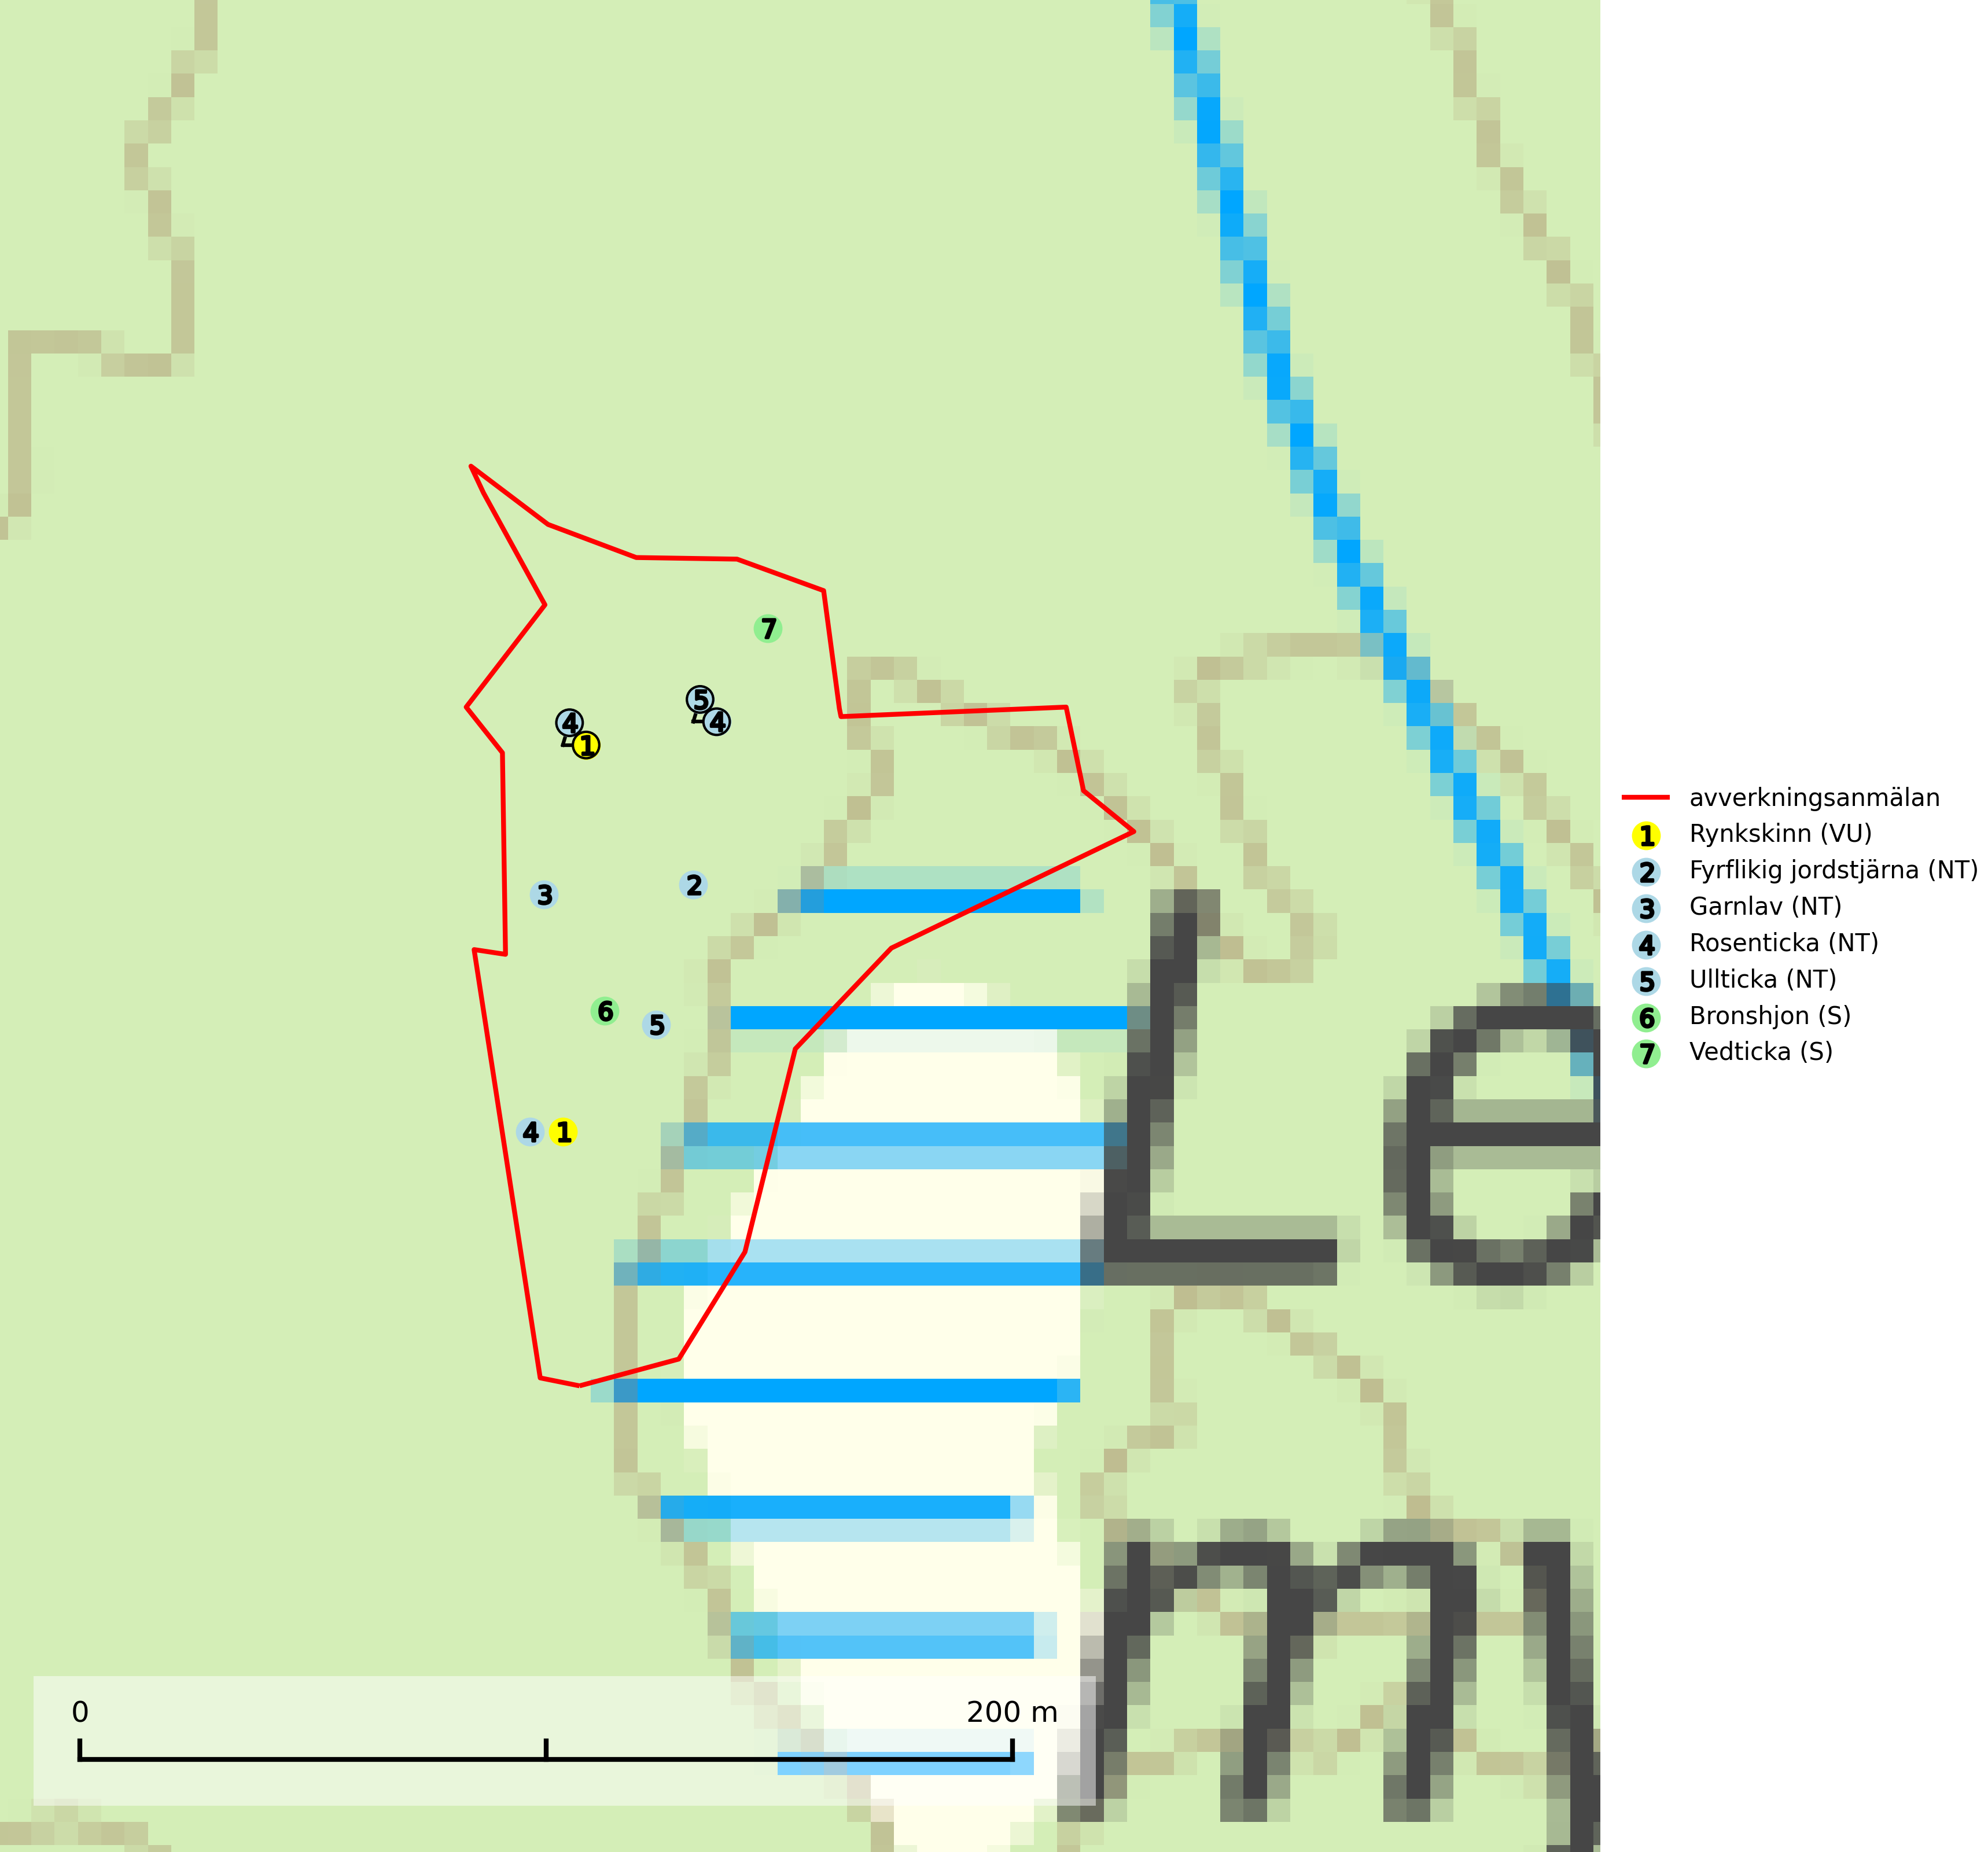 7
5
4
4
1
2
3
6
5
4 1
Le
mm
0 200 m
avverkningsanmälan
1 Rynkskinn (VU)
2 Fyrflikig jordstjärna (NT)
3 Garnlav (NT)
4 Rosenticka (NT)
5 Ullticka (NT)
6 Bronshjon (S)
7 Vedticka (S)